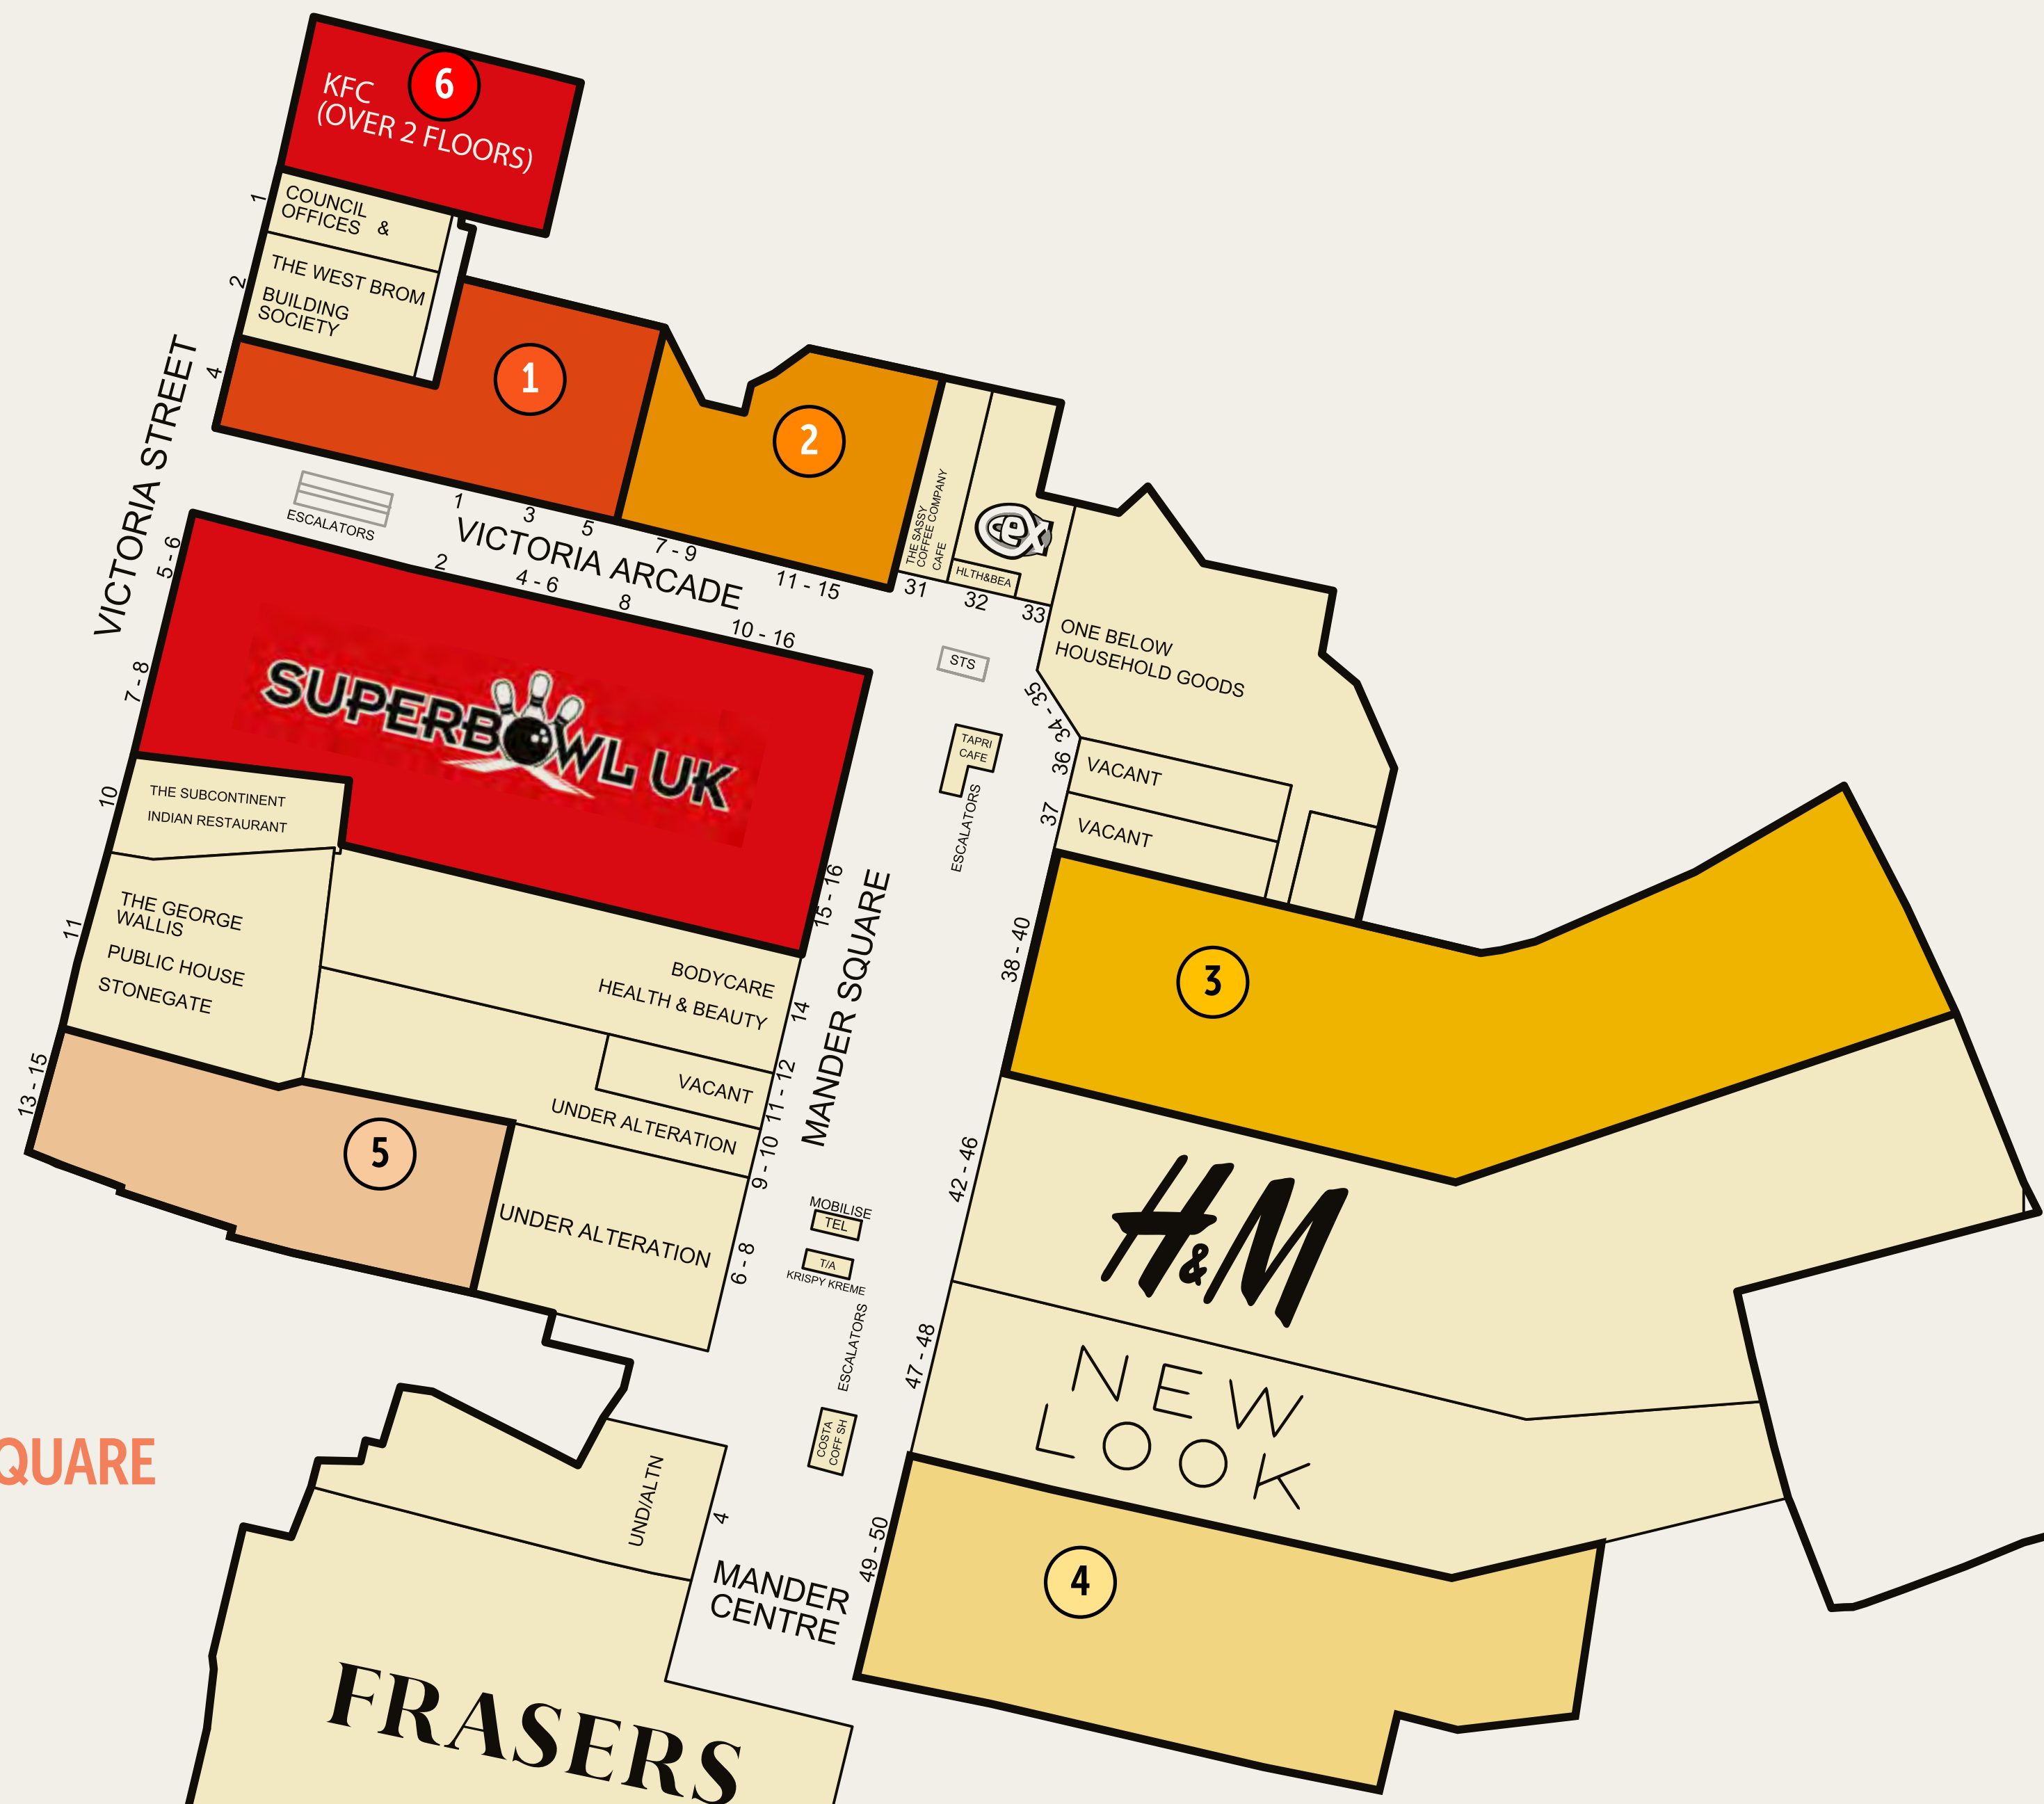 6
KFC
(OVER 2 FLOORS)
1
COUNCIL
OFFICES &
2
THE WEST BROM
BUILDING
SOCIETY
4
VICTORIA STREET
1
2
ESCALATORS
1
3
5
7 - 9
11 - 15
VICTORIA ARCADE
2
4 - 6
8
10 - 16
THE SASSY
COFFEE COMPANY
CAFE
cex
HLTH&BEA
31
32
33
ONE BELOW
HOUSEHOLD GOODS
34 - 35
STS
TAPRI
CAFE
ESCALATORS
36
VACANT
37
VACANT
5 - 6
7 - 8
SUPERBOWL UK
10
THE SUBCONTINENT
INDIAN RESTAURANT
11
THE GEORGE
WALLIS
PUBLIC HOUSE
STONEGATE
15 - 16
MANDER SQUARE
BODYCARE
HEALTH & BEAUTY
14
VACANT
11 - 12
UNDER ALTERATION
9 - 10
13 - 15
5
UNDER ALTERATION
6 - 8
38 - 40
3
42 - 46
H&M
MOBILISE
TEL
T/A
KRISPY KREME
ESCALATORS
47 - 48
NEW
LOOK
COSTA
COFF SH
49 - 50
4
QUARE
UND/ALTN
4
MANDER
CENTRE
FRASERS